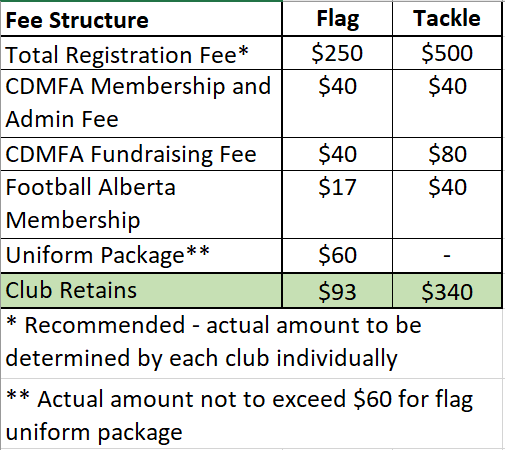 Fee Structure Flag Tackle
Total Registration Fee* $250 $500
CDMFA Membership and $40 $40
Admin Fee
CDMFA Fundraising Fee $40 $80
Football Alberta $17 $40
Membership
Uniform Package** $60 -
Club Retains $93 $340
* Recommended - actual amount to be
determined by each club individually
** Actual amount not to exceed $60 for flag
uniform package